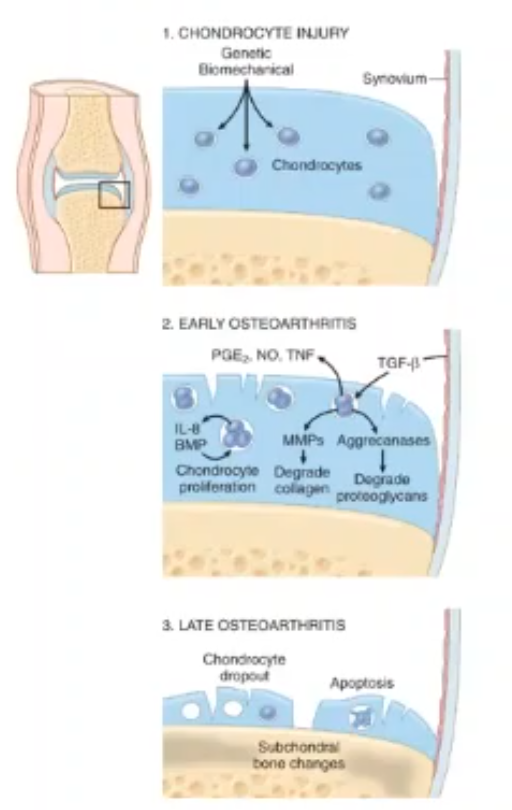 1. CHONDROCYTE INJURY
Genetic
Biomechanical
Synovium
Chondrocytes
2. EARLY OSTEOARTHRITIS
PGE₂, NO, TNF
TGF-β
IL-8
BMP
MMPs
Aggrecanases
Chondrocyte
proliferation
Degrade
collagen
Degrade
proteoglycans
3. LATE OSTEOARTHRITIS
Chondrocyte
dropout
Apoptosis
Subchondral
bone changes